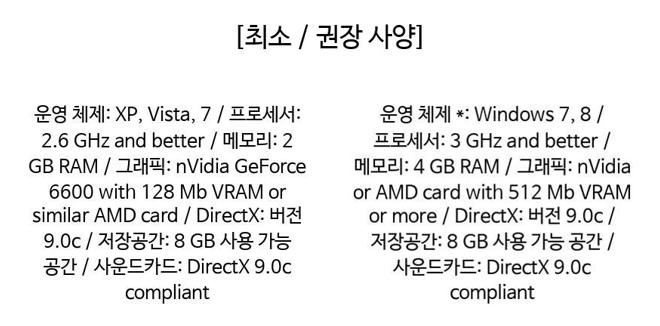 [최소 / 권장 사양]
운영 체제: XP, Vista, 7 / 프로세서:
2.6 GHz and better / 메모리: 2
GB RAM / 그래픽: nVidia GeForce
6600 with 128 Mb VRAM or
similar AMD card / DirectX: 버전
9.0c / 저장공간: 8 GB 사용 가능
공간 / 사운드카드: DirectX 9.0c
compliant
운영 체제 *: Windows 7, 8 /
프로세서: 3 GHz and better /
메모리: 4 GB RAM / 그래픽: nVidia
or AMD card with 512 Mb VRAM
or more / DirectX: 버전 9.0c /
저장공간: 8 GB 사용 가능 공간 /
사운드카드: DirectX 9.0c
compliant